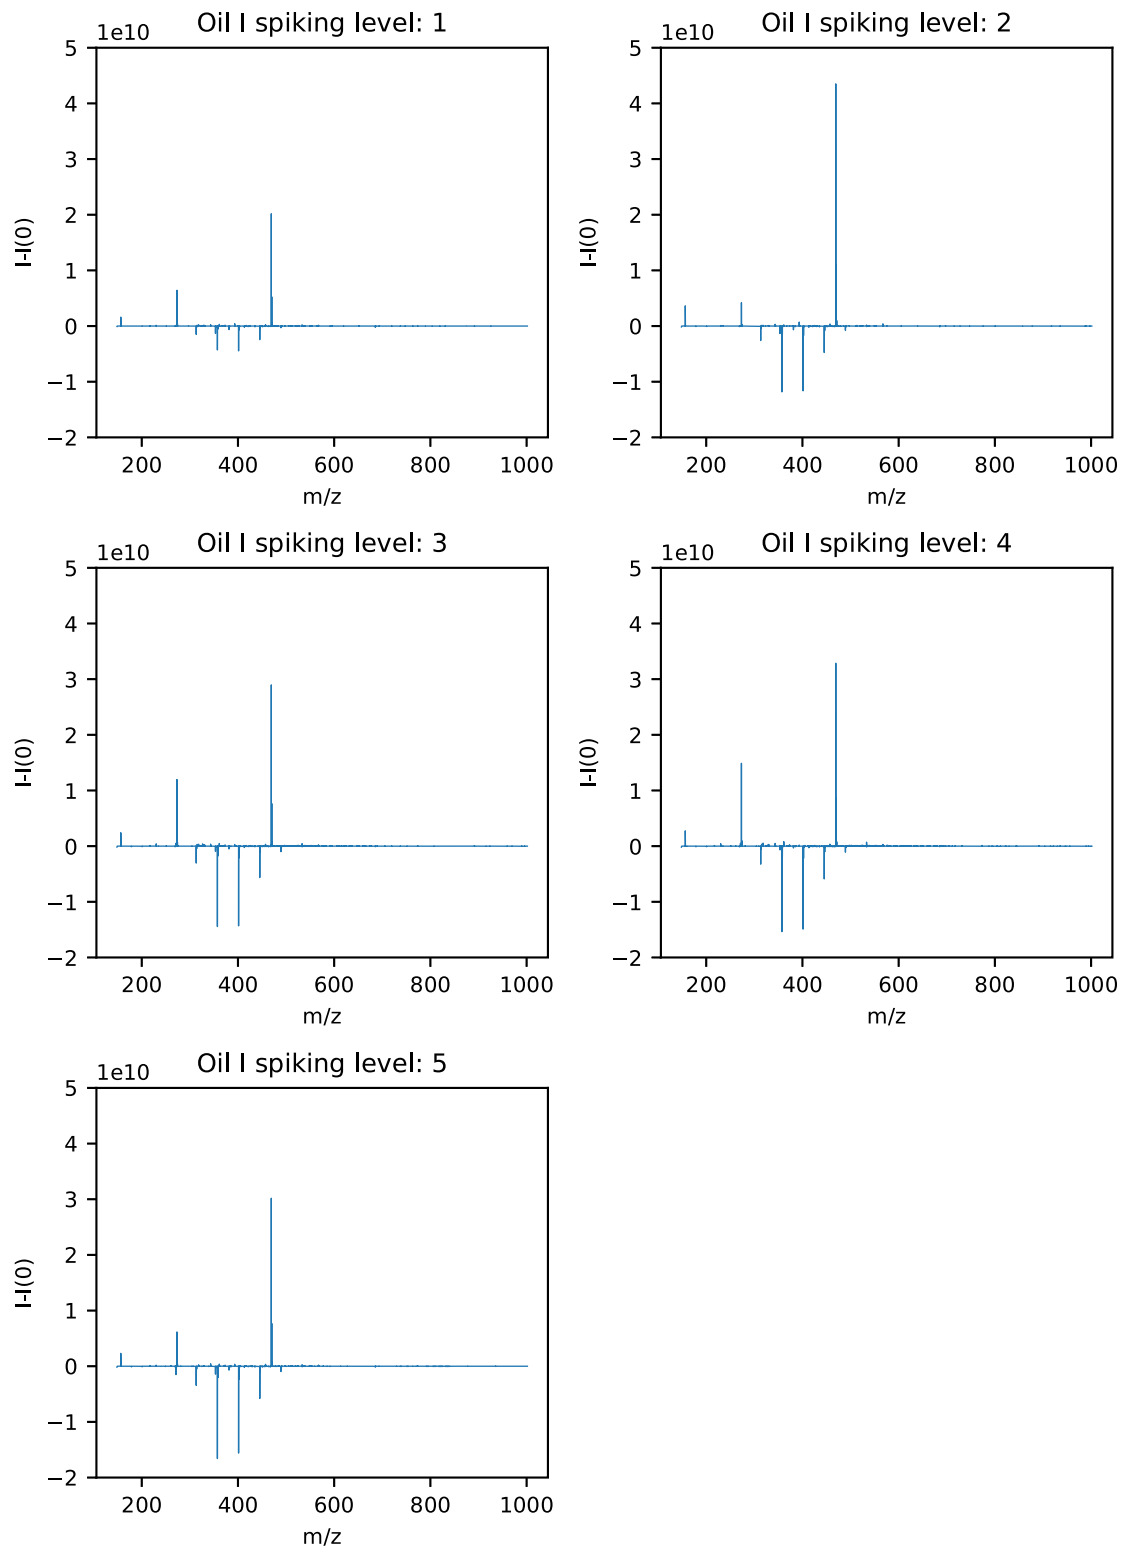 Oil I spiking level: 1
1e10
5
4
3
2
1
0
−1
−2
I-I(0)
200 400 600 800 1000
m/z
Oil I spiking level: 2
1e10
5
4
3
2
1
0
−1
−2
I-I(0)
200 400 600 800 1000
m/z
Oil I spiking level: 3
1e10
5
4
3
2
1
0
−1
−2
I-I(0)
200 400 600 800 1000
m/z
Oil I spiking level: 4
1e10
5
4
3
2
1
0
−1
−2
I-I(0)
200 400 600 800 1000
m/z
Oil I spiking level: 5
1e10
5
4
3
2
1
0
−1
−2
I-I(0)
200 400 600 800 1000
m/z